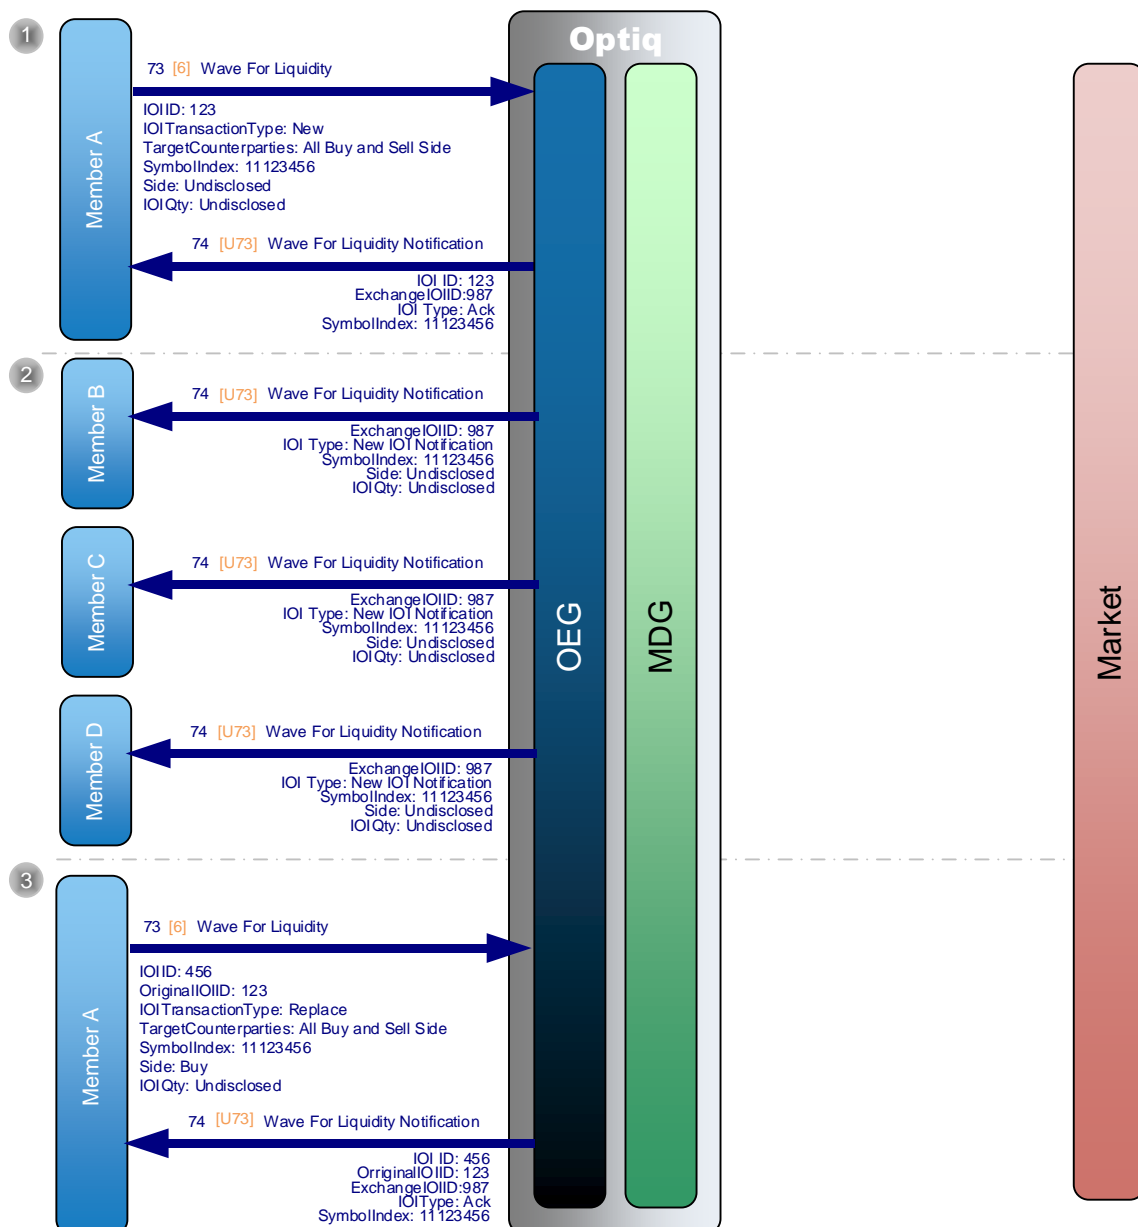 1
Optiq
73 [6] Wave For Liquidity
IOIID: 123
IOITransactionType: New
TargetCounterparties: All Buy and Sell Side
SymbolIndex: 11123456
Side: Undisclosed
IOIQty: Undisclosed
Member A
74 [U73] Wave For Liquidity Notification
IOI ID: 123
ExchangeIOIID:987
IOI Type: Ack
SymbolIndex: 11123456
2
Member B
74 [U73] Wave For Liquidity Notification
ExchangeIOIID: 987
IOI Type: New IOI Notification
SymbolIndex: 11123456
Side: Undisclosed
IOIQty: Undisclosed
Member C
74 [U73] Wave For Liquidity Notification
ExchangeIOIID: 987
IOI Type: New IOI Notification
SymbolIndex: 11123456
Side: Undisclosed
IOIQty: Undisclosed
OEG
MDG
Market
Member D
74 [U73] Wave For Liquidity Notification
ExchangeIOIID: 987
IOI Type: New IOI Notification
SymbolIndex: 11123456
Side: Undisclosed
IOIQty: Undisclosed
3
73 [6] Wave For Liquidity
IOIID: 456
OriginalIOIID: 123
IOITransactionType: Replace
TargetCounterparties: All Buy and Sell Side
SymbolIndex: 11123456
Side: Buy
IOIQty: Undisclosed
Member A
74 [U73] Wave For Liquidity Notification
IOI ID: 456
OrriginalIOIID: 123
ExchangeIOIID:987
IOIType: Ack
SymbolIndex: 11123456